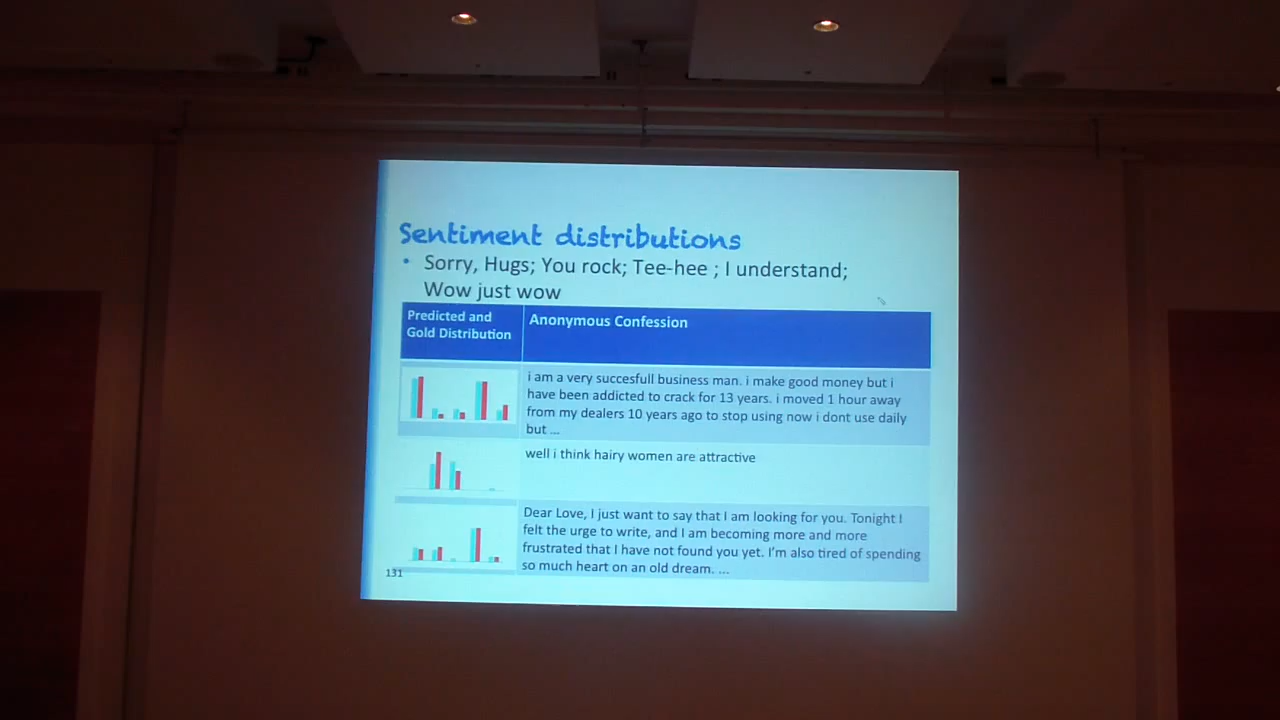 Sentiment distributions
• Sorry, Hugs; You rock; Tee-hee ; I understand;
Wow just wow
Predicted and
Gold Distribution
Anonymous Confession
i am a very succesfull business man. i make good money but i
have been addicted to crack for 13 years. i moved 1 hour away
from my dealers 10 years ago to stop using now i dont use daily
but ...
well i think hairy women are attractive
Dear Love, I just want to say that I am looking for you. Tonight I
felt the urge to write, and I am becoming more and more
frustrated that I have not found you yet. I'm also tired of spending
so much heart on an old dream. ...
131